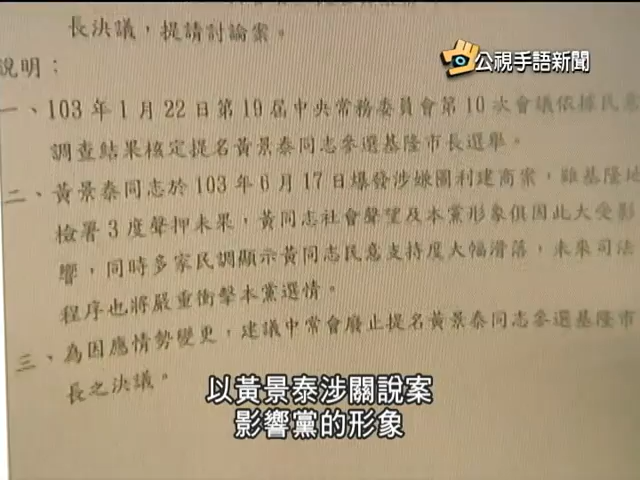 長決議，提請討論案。
公視手語新聞
說明：
一、103年1月22日第19屆中央常務委員會第10次會議依據民意
調查結果核定提名黃景泰同志參選基隆市長選舉。
二、黃景泰同志於103年6月17日爆發涉嫌圖利建商案，雖基隆地
檢署3度聲押未果，黃同志社會聲望及本黨形象俱因此大受影
響，同時多家民調顯示黃同志民意支持度大幅滑落，未來司法
程序也將嚴重衝擊本黨選情。
三、為因應情勢變更，建議中常會廢止提名黃景泰同志參選基隆市
長之決議。
以黃景泰涉關說案
影響黨的形象